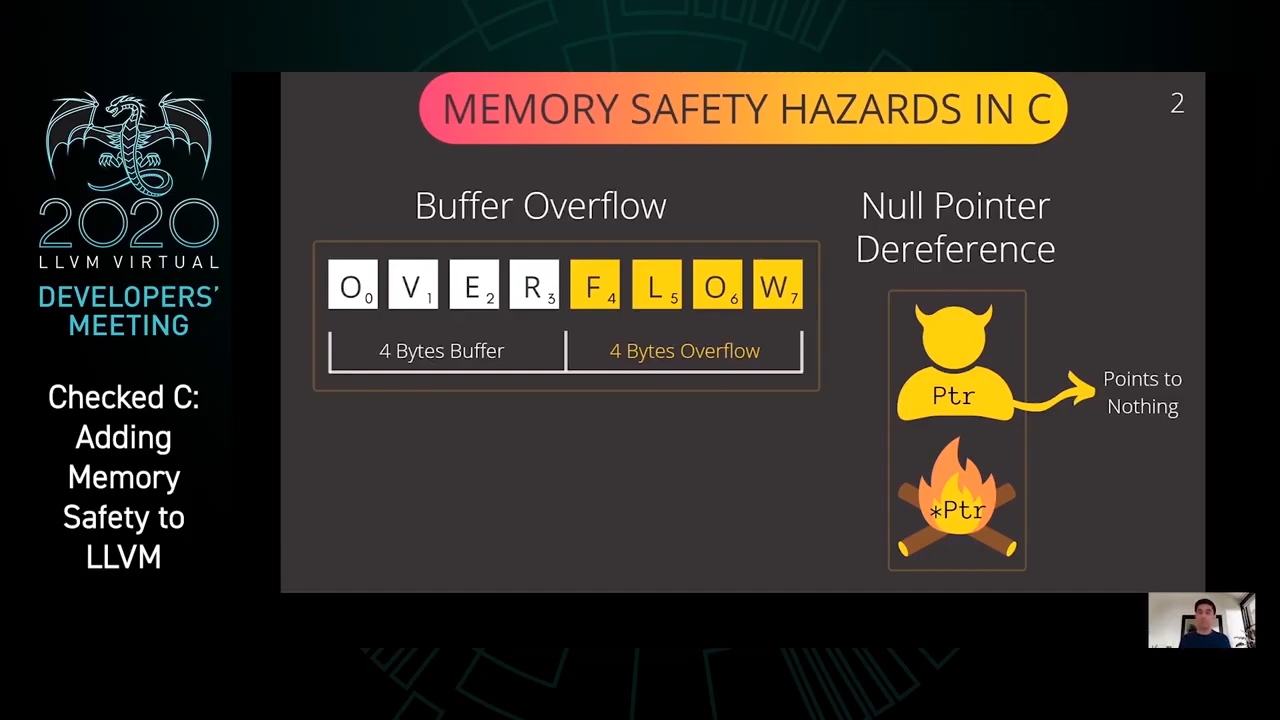 2020
LLVM VIRTUAL
DEVELOPERS'
MEETING
Checked C:
Adding
Memory
Safety to
LLVM
MEMORY SAFETY HAZARDS IN C
2
Buffer Overflow
O0 V1 E2 R3 F4 L5 O6 W7
4 Bytes Buffer 4 Bytes Overflow
Null Pointer
Dereference
Ptr
Points to
Nothing
*Ptr